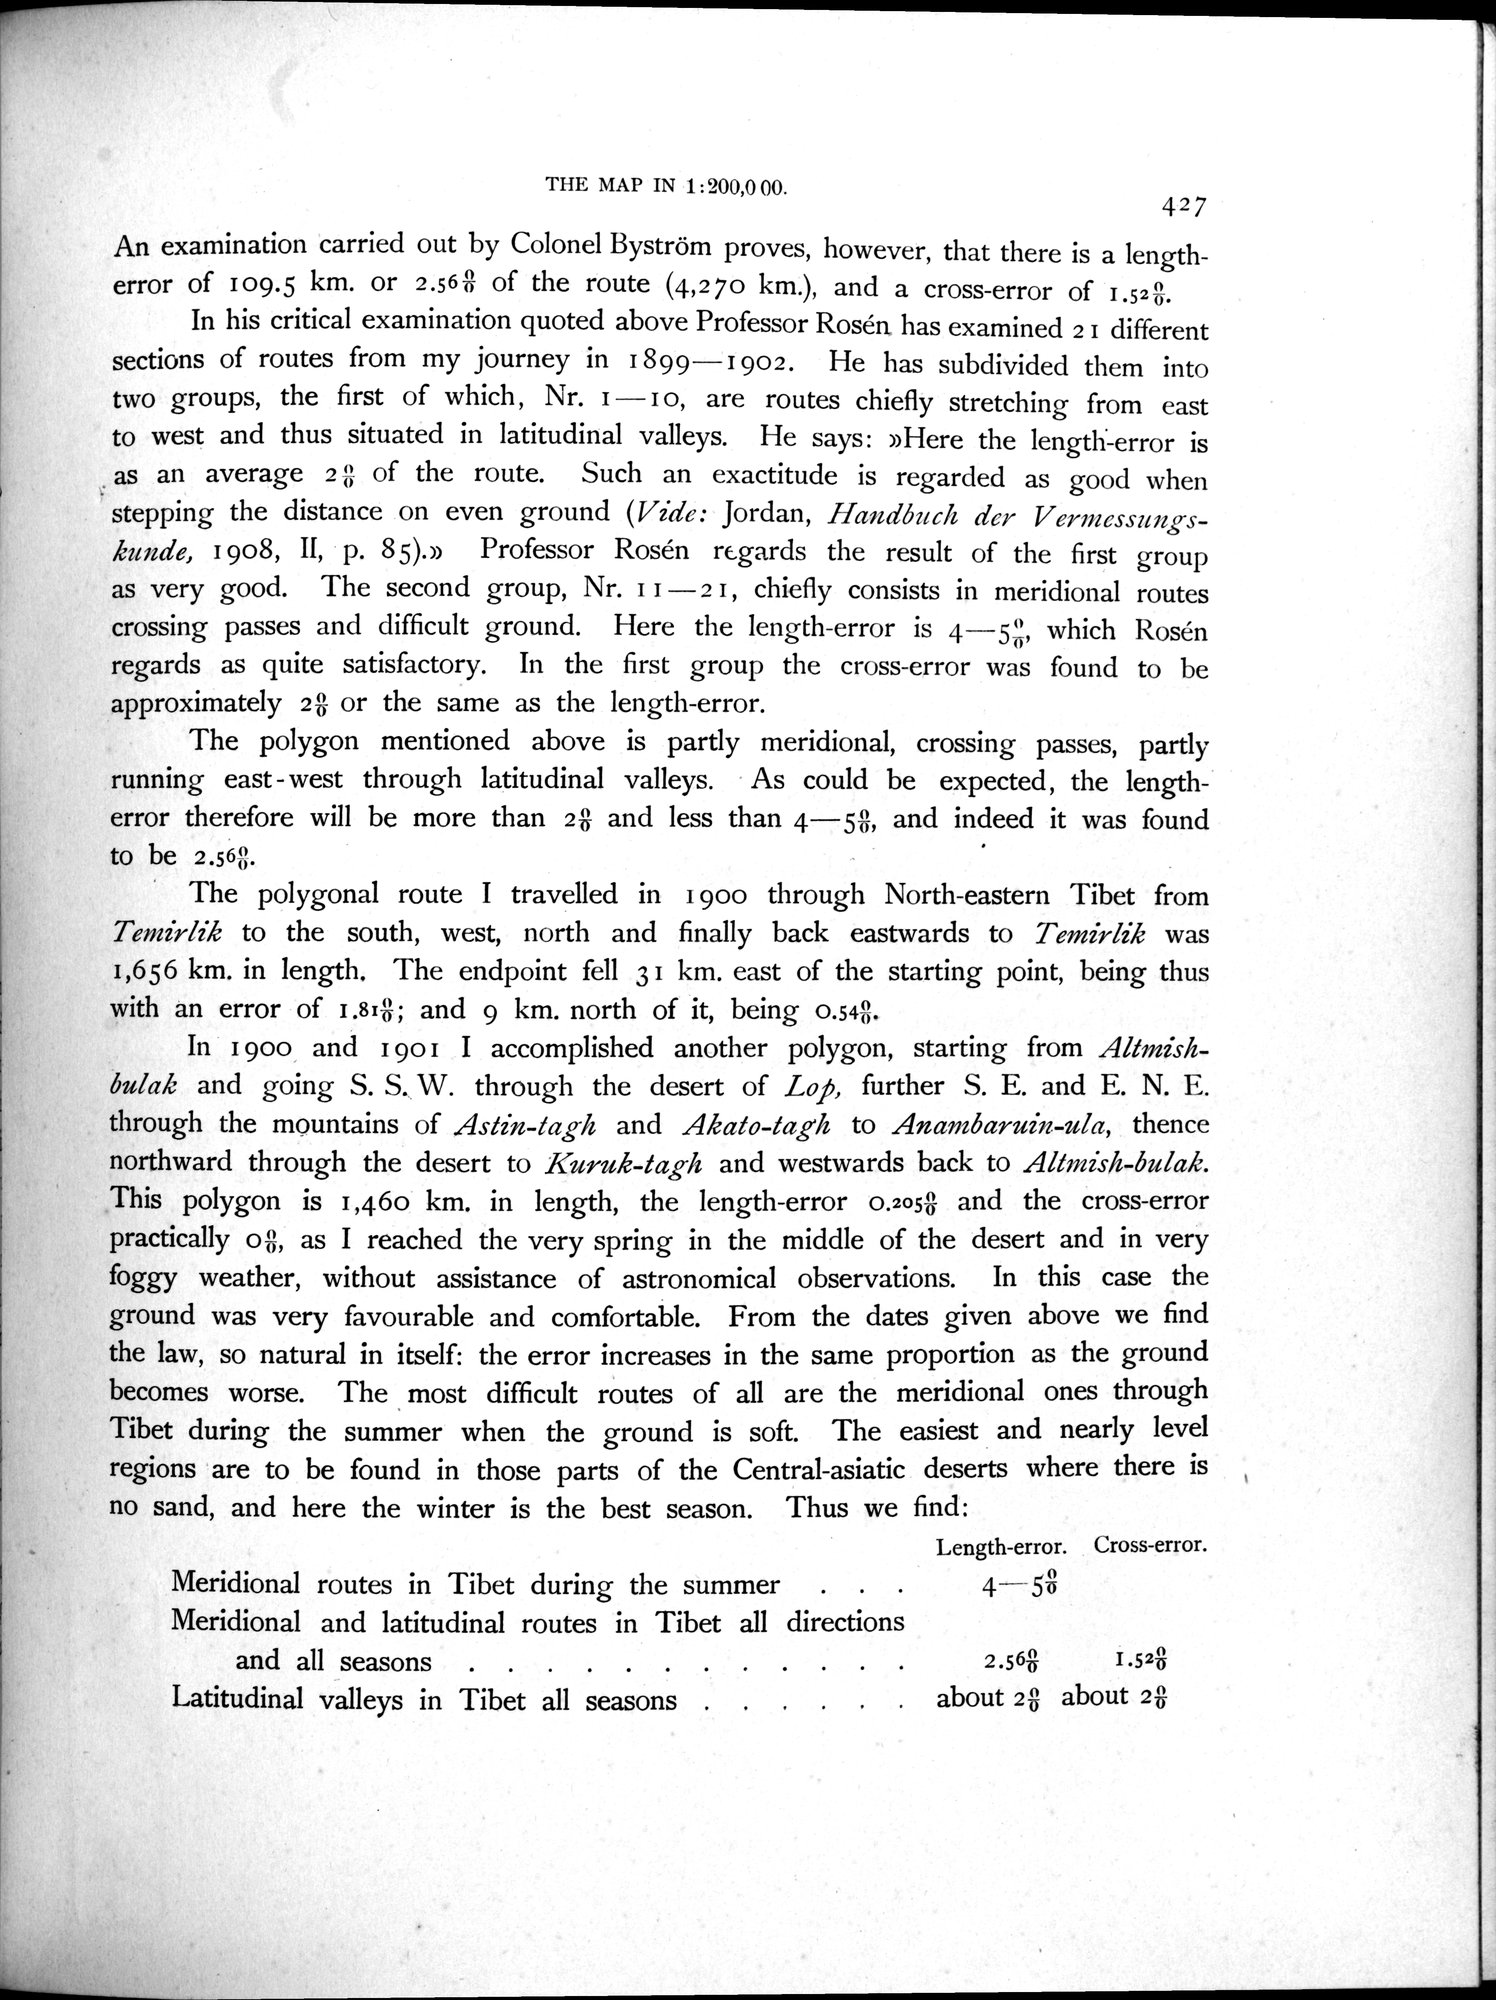 THE MAP IN 1:200,000.
427
An examination carried out by Colonel Byström proves, however, that there is a length-
error of 109.5 km. or 2.56% of the route (4,270 km.), and a cross-error of 1.52%.
In his critical examination quoted above Professor Rosén has examined 21 different
sections of routes from my journey in 1899—1902. He has subdivided them into
two groups, the first of which, Nr. 1—10, are routes chiefly stretching from east
to west and thus situated in latitudinal valleys. He says: »Here the length-error is
as an average 2% of the route. Such an exactitude is regarded as good when
stepping the distance on even ground (Vide: Jordan, Handbuch der Vermessungs-
kunde, 1908, II, p. 85).» Professor Rosén regards the result of the first group
as very good. The second group, Nr. 11—21, chiefly consists in meridional routes
crossing passes and difficult ground. Here the length-error is 4—5%, which Rosén
regards as quite satisfactory. In the first group the cross-error was found to be
approximately 2% or the same as the length-error.
The polygon mentioned above is partly meridional, crossing passes, partly
running east-west through latitudinal valleys. As could be expected, the length-
error therefore will be more than 2% and less than 4—5%, and indeed it was found
to be 2.56%.
The polygonal route I travelled in 1900 through North-eastern Tibet from
Temirlik to the south, west, north and finally back eastwards to Temirlik was
1,656 km. in length. The endpoint fell 31 km. east of the starting point, being thus
with an error of 1.81%; and 9 km. north of it, being 0.54%.
In 1900 and 1901 I accomplished another polygon, starting from Altmish-
bulak and going S. S. W. through the desert of Lop, further S. E. and E. N. E.
through the mountains of Astin-tagh and Akato-tagh to Anambaruin-ula, thence
northward through the desert to Kuruk-tagh and westwards back to Altmish-bulak.
This polygon is 1,460 km. in length, the length-error 0.205% and the cross-error
practically 0%, as I reached the very spring in the middle of the desert and in very
foggy weather, without assistance of astronomical observations. In this case the
ground was very favourable and comfortable. From the dates given above we find
the law, so natural in itself: the error increases in the same proportion as the ground
becomes worse. The most difficult routes of all are the meridional ones through
Tibet during the summer when the ground is soft. The easiest and nearly level
regions are to be found in those parts of the Central-asiatic deserts where there is
no sand, and here the winter is the best season. Thus we find:
Length-error. Cross-error.
Meridional routes in Tibet during the summer . . . 4—5%
Meridional and latitudinal routes in Tibet all directions
and all seasons . . . . . . . . . . . . 2.56% 1.52%
Latitudinal valleys in Tibet all seasons . . . . . . about 2% about 2%